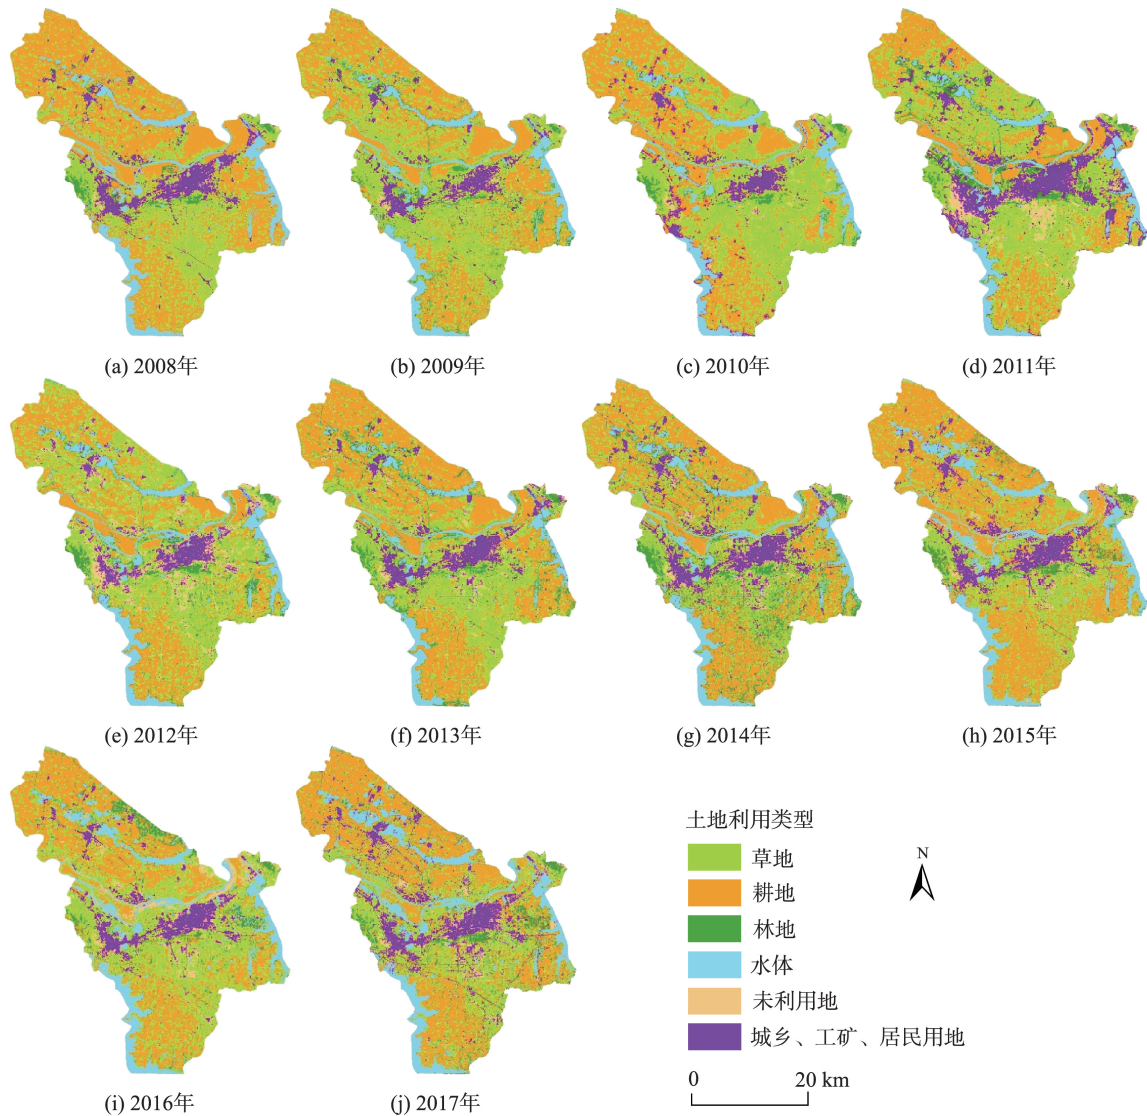 (a) 2008年
(b) 2009年
(c) 2010年
(d) 2011年
(e) 2012年
(f) 2013年
(g) 2014年
(h) 2015年
(i) 2016年
(j) 2017年
土地利用类型
草地
耕地
林地
水体
未利用地
城乡、工矿、居民用地
N
0 20 km